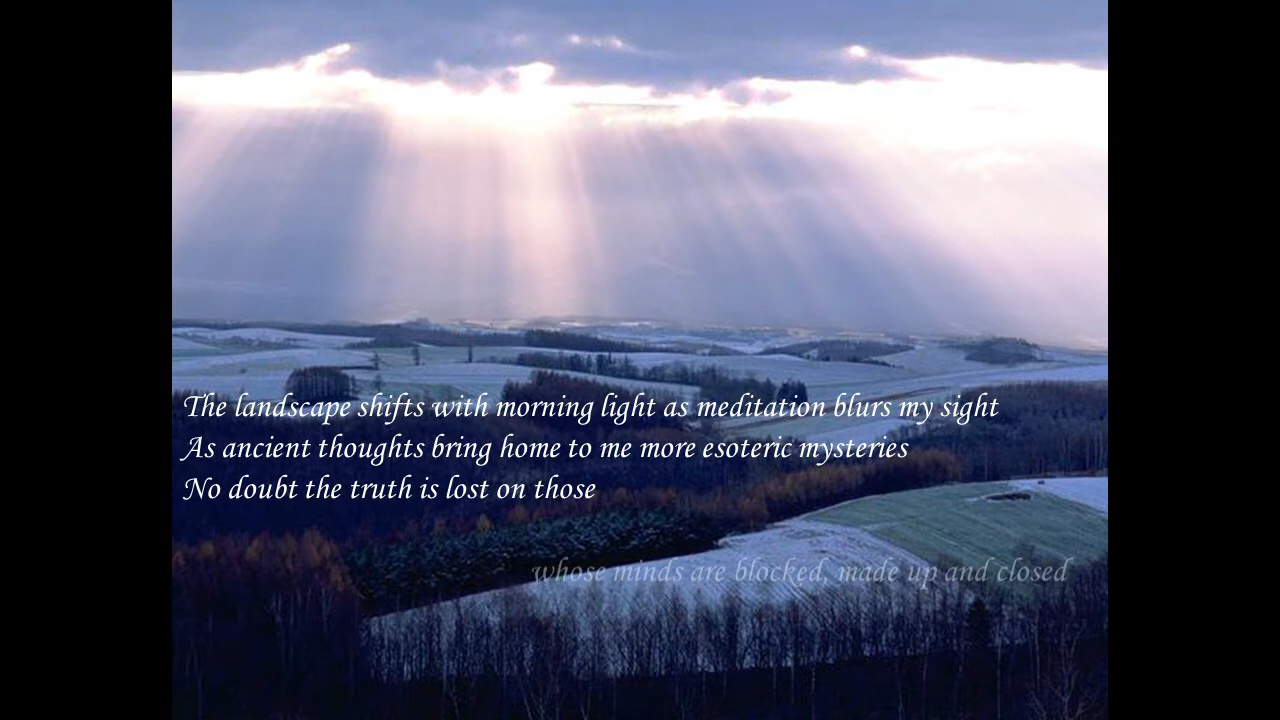 The landscape shifts with morning light as meditation blurs my sight
As ancient thoughts bring home to me more esoteric mysteries
No doubt the truth is lost on those
whose minds are blocked, made up and closed